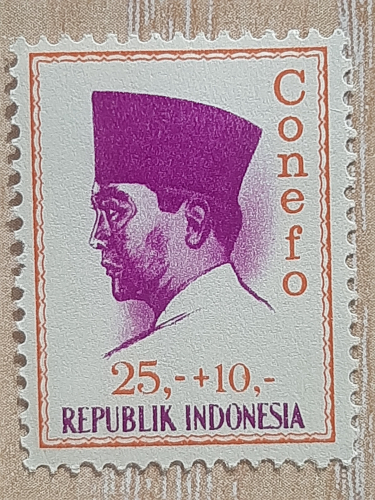 Conefo
25,-+10,-
REPUBLIK INDONESIA